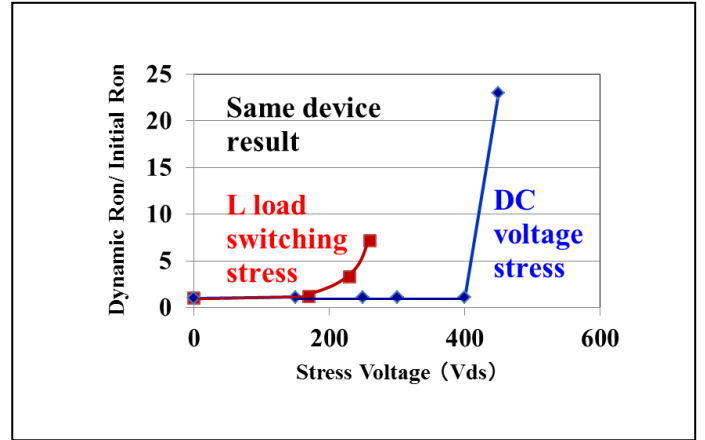 25
20
15
10
5
0
0
200
400
600
Dynamic Ron/ Initial Ron
Stress Voltage（Vds）
Same device
result
L load
switching
stress
DC
voltage
stress